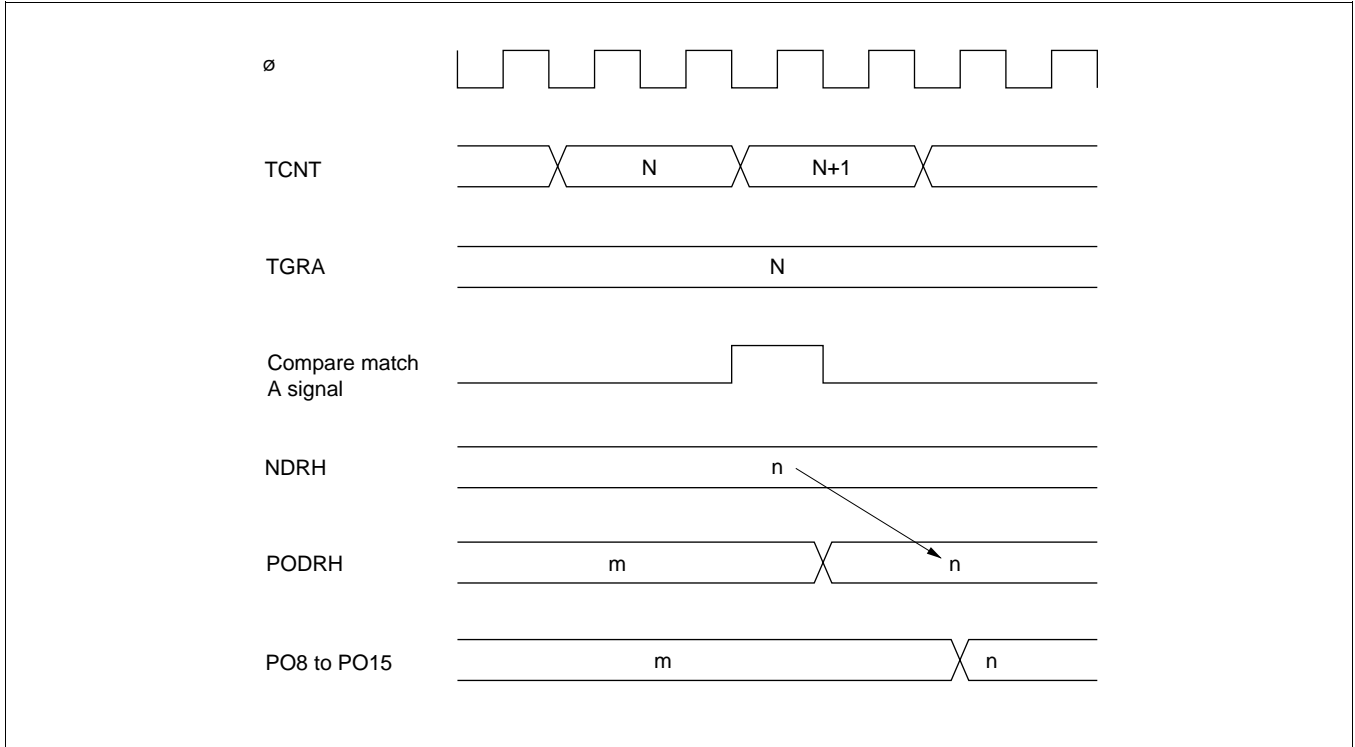 ø
TCNT
N
N+1
TGRA
N
Compare match
A signal
NDRH
n
PODRH
m
n
PO8 to PO15
m
n